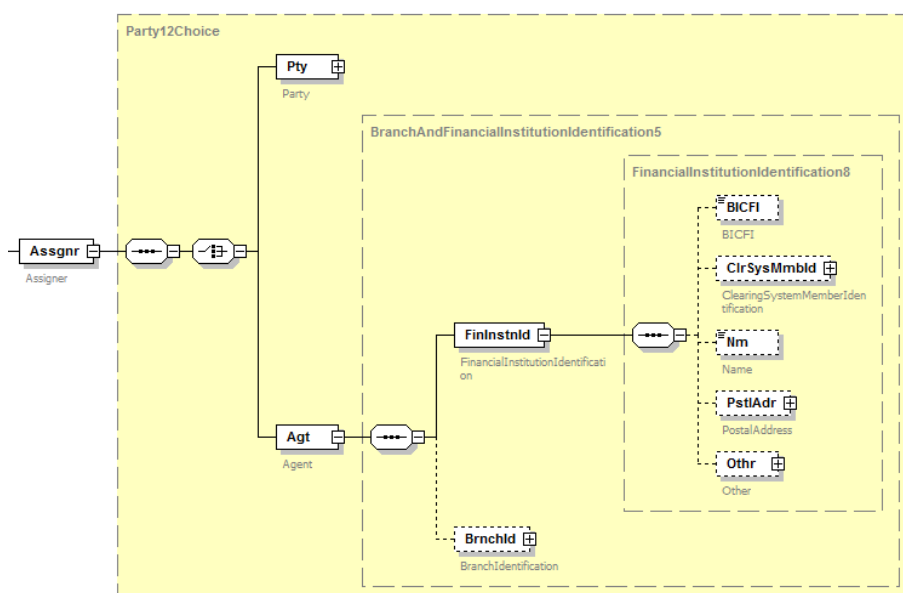 Party12Choice
Pty
Party
BranchAndFinancialInstitutionIdentification5
FinancialInstitutionIdentification8
BICFI
BICFI
Assgnr
Assigner
ClrSysMmbId
ClearingSystemMemberIden
tification
FinInstnId
FinancialInstitutionIdentificati
on
Nm
Name
PstlAdr
PostalAddress
Agt
Agent
Othr
Other
BrnchId
BranchIdentification